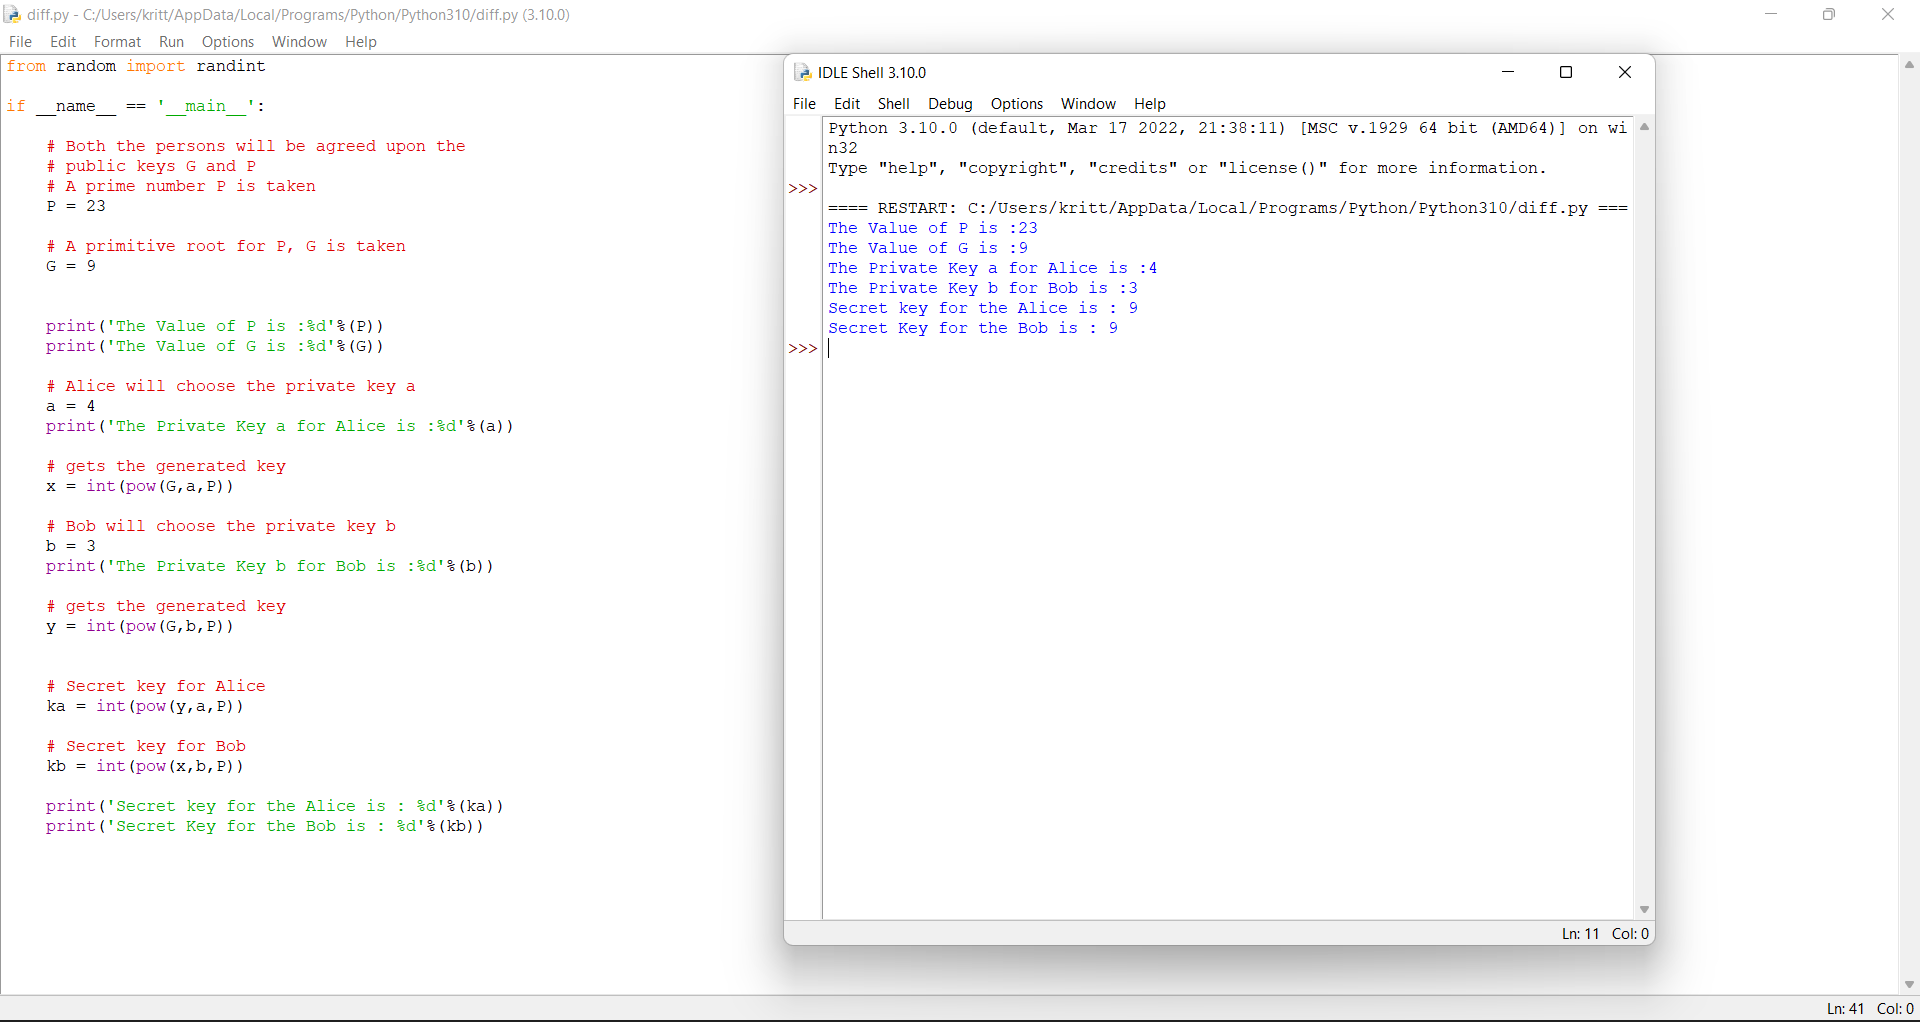 diff.py - C:/Users/kritt/AppData/Local/Programs/Python/Python310/diff.py (3.10.0)
File Edit Format Run Options Window Help
from random import randint
if __name__ == '__main__':
# Both the persons will be agreed upon the
# public keys G and P
# A prime number P is taken
P = 23
# A primitive root for P, G is taken
G = 9
print('The Value of P is :%d'%(P))
print('The Value of G is :%d'%(G))
# Alice will choose the private key a
a = 4
print('The Private Key a for Alice is :%d'%(a))
# gets the generated key
x = int(pow(G,a,P))
# Bob will choose the private key b
b = 3
print('The Private Key b for Bob is :%d'%(b))
# gets the generated key
y = int(pow(G,b,P))
# Secret key for Alice
ka = int(pow(y,a,P))
# Secret key for Bob
kb = int(pow(x,b,P))
print('Secret key for the Alice is : %d'%(ka))
print('Secret Key for the Bob is : %d'%(kb))
IDLE Shell 3.10.0
File Edit Shell Debug Options Window Help
Python 3.10.0 (default, Mar 17 2022, 21:38:11) [MSC v.1929 64 bit (AMD64)] on wi
n32
Type "help", "copyright", "credits" or "license()" for more information.
>>>
==== RESTART: C:/Users/kritt/AppData/Local/Programs/Python/Python310/diff.py ===
The Value of P is :23
The Value of G is :9
The Private Key a for Alice is :4
The Private Key b for Bob is :3
Secret key for the Alice is : 9
Secret Key for the Bob is : 9
>>>
Ln: 11 Col: 0
Ln: 41 Col: 0